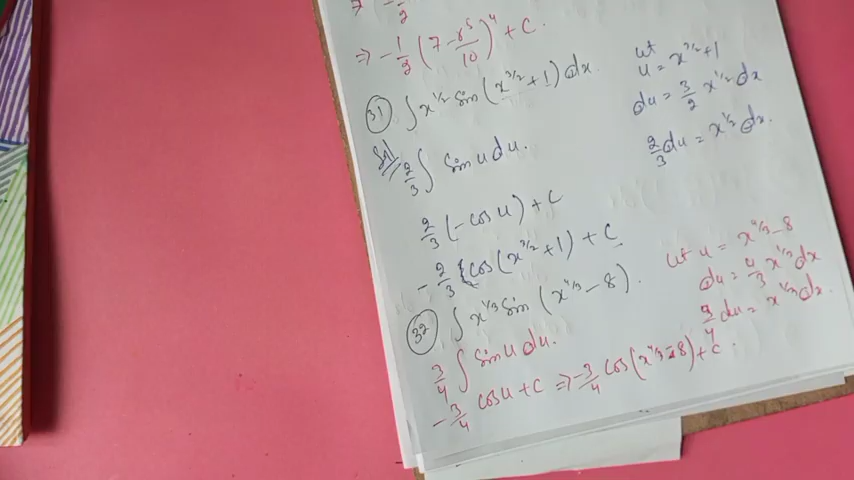 ⇒ -1/2 (7 - r⁵/10)⁴ + C.
(31) ∫ x^1/2 sin(x^3/2 + 1) dx.
let
u = x^3/2 + 1
du = 3/2 x^1/2 dx
2/3 du = x^1/2 dx.
Sol
2/3 ∫ sin u du.
2/3 (-cos u) + C
-2/3 {cos(x^3/2 + 1) + C
(32) ∫ x^1/3 sin(x^4/3 - 8).
let u = x^4/3 - 8
du = 4/3 x^1/3 dx
3/4 du = x^1/3 dx.
3/4 ∫ sin u du.
-3/4 cos u + C ⇒ -3/4 cos(x^4/3 - 8) + C.